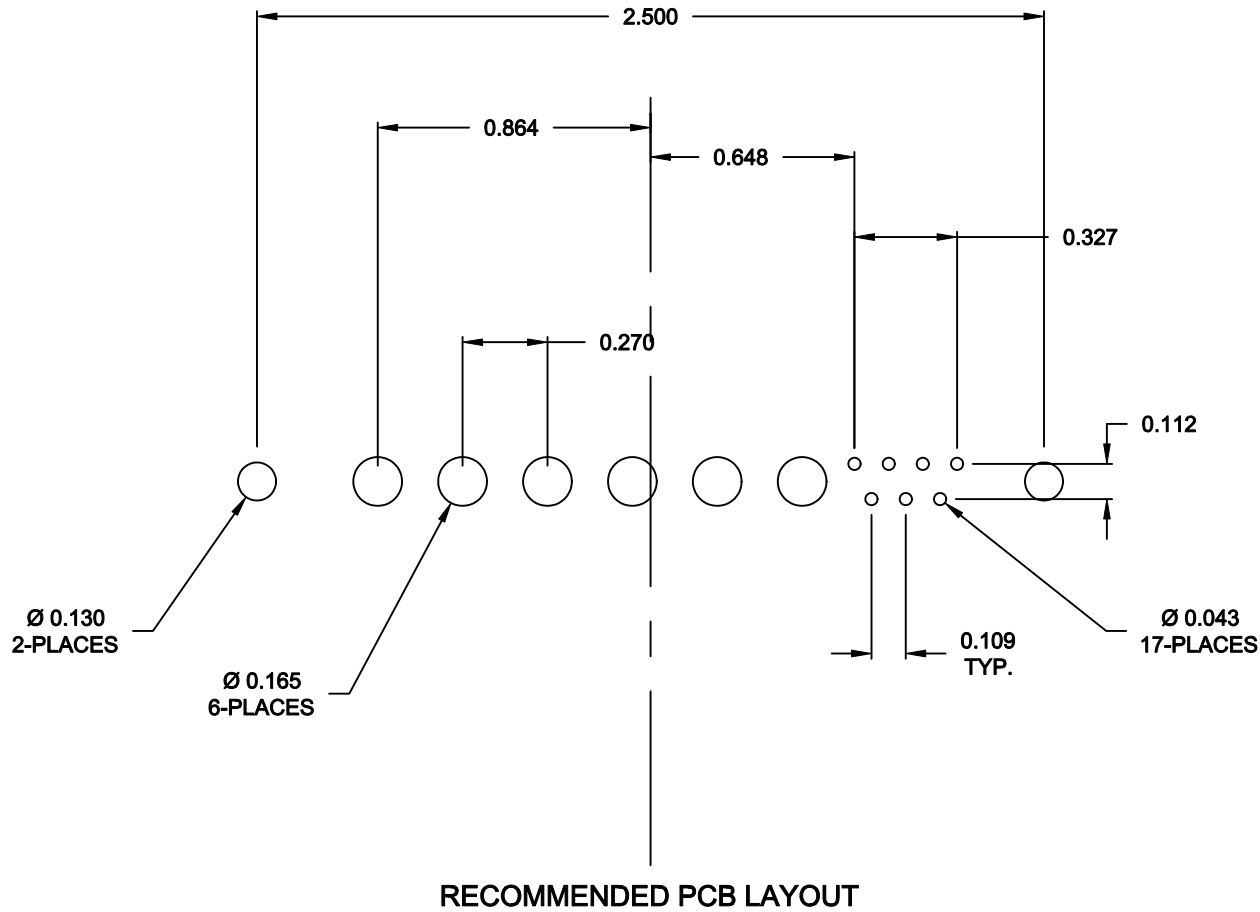 2.500
0.864
0.648
0.327
0.270
0.112
Ø 0.130
2-PLACES
Ø 0.165
6-PLACES
0.109
TYP.
Ø 0.043
17-PLACES
RECOMMENDED PCB LAYOUT